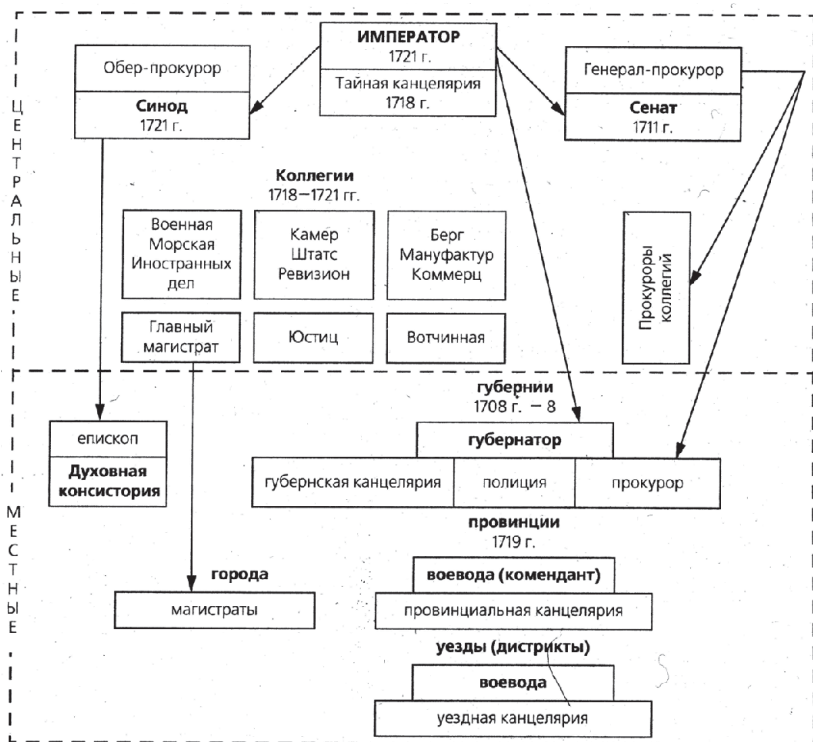 ЦЕНТРАЛЬНЫЕ
ИМПЕРАТОР
1721 г.
Тайная канцелярия
1718 г.
Обер-прокурор
Синод
1721 г.
Генерал-прокурор
Сенат
1711 г.
Коллегии
1718—1721 гг.
Военная
Морская
Иностранных
дел
Камер
Штатс
Ревизион
Берг
Мануфактур
Коммерц
Прокуроры
коллегий
Главный
магистрат
Юстиц
Вотчинная
МЕСТНЫЕ
губернии
1708 г. – 8
губернатор
губернская канцелярия
полиция
прокурор
епископ
Духовная
консистория
провинции
1719 г.
воевода (комендант)
провинциальная канцелярия
города
магистраты
уезды (дистрикты)
воевода
уездная канцелярия